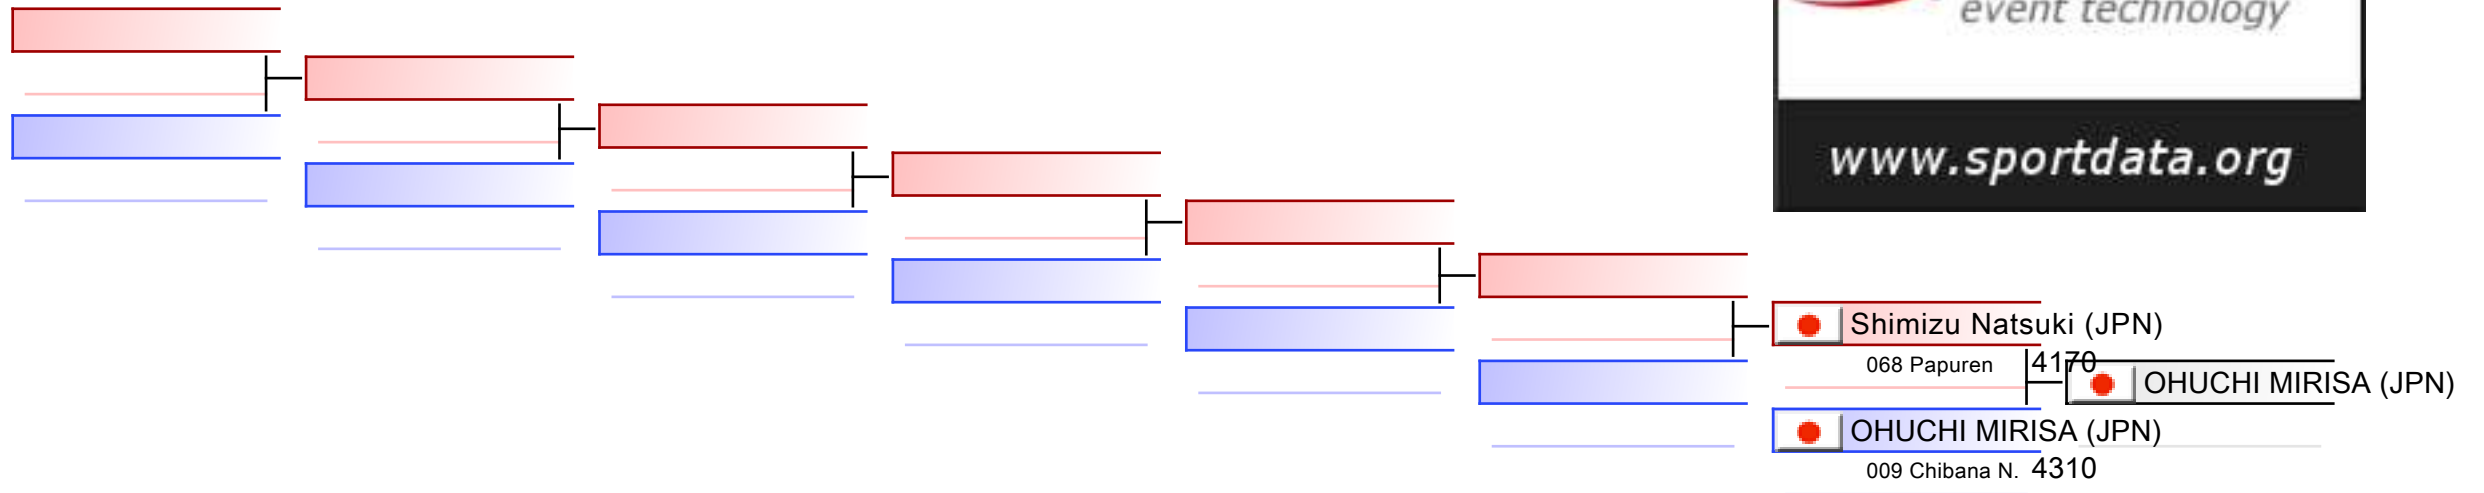 event technology
www.sportdata.org
Shimizu Natsuki (JPN)
068 Papuren 4170
OHUCHI MIRISA (JPN)
OHUCHI MIRISA (JPN)
009 Chibana N. 4310